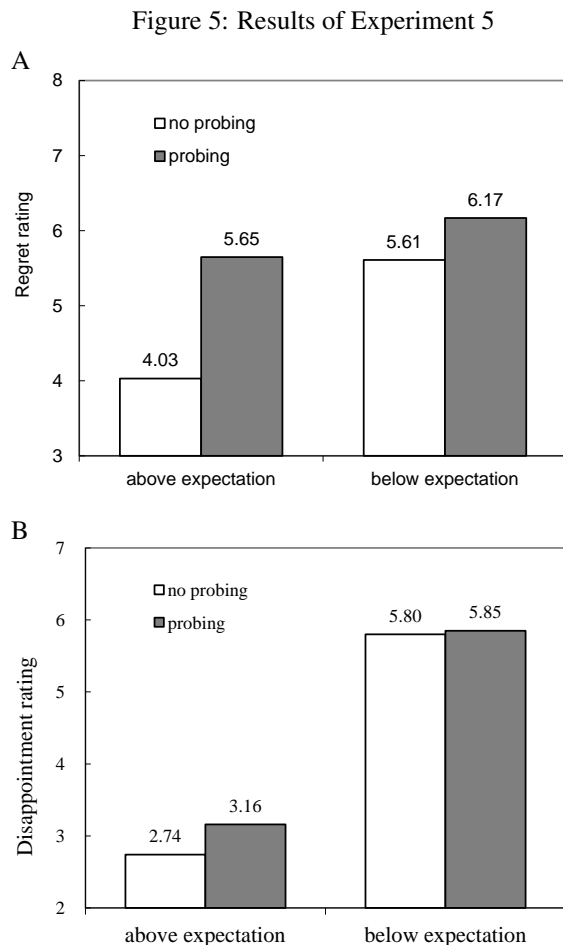 Figure 5: Results of Experiment 5
A
8
no probing
probing
7
6.17
6
5.65
5.61
Regret rating
5
4.03
4
3
above expectation below expectation
B
7
no probing
probing
6
5.80 5.85
5
Disappointment rating
4
3.16
3
2.74
2
above expectation below expectation